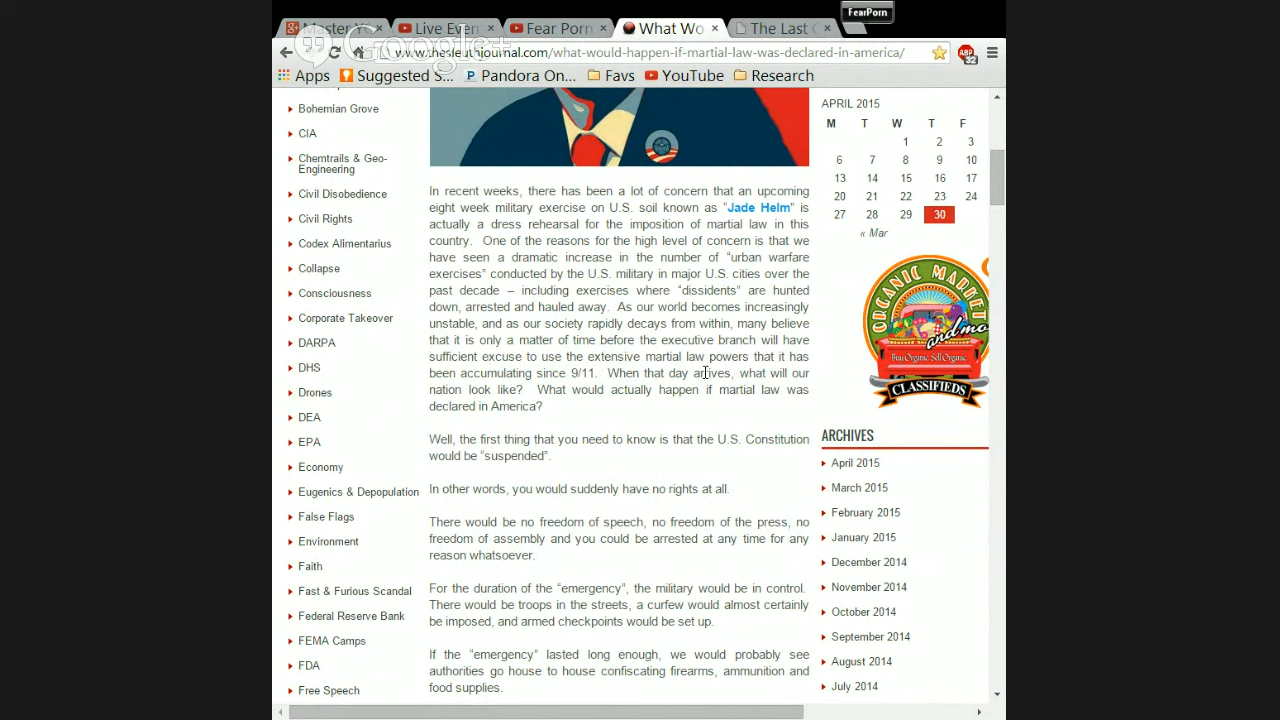 FearPorn
Master Yo
Live Even
Fear Porn
What Wo
The Last C
Google+
www.thesleuthjournal.com/what-would-happen-if-martial-law-was-declared-in-america/
ABP
32
Apps
Suggested S...
Pandora On...
Favs
YouTube
Research
Bohemian Grove
CIA
Chemtrails & Geo-
Engineering
Civil Disobedience
Civil Rights
Codex Alimentarius
Collapse
Consciousness
Corporate Takeover
DARPA
DHS
Drones
DEA
EPA
Economy
Eugenics & Depopulation
False Flags
Environment
Faith
Fast & Furious Scandal
Federal Reserve Bank
FEMA Camps
FDA
Free Speech
In recent weeks, there has been a lot of concern that an upcoming
eight week military exercise on U.S. soil known as “Jade Helm” is
actually a dress rehearsal for the imposition of martial law in this
country. One of the reasons for the high level of concern is that we
have seen a dramatic increase in the number of “urban warfare
exercises” conducted by the U.S. military in major U.S. cities over the
past decade – including exercises where “dissidents” are hunted
down, arrested and hauled away. As our world becomes increasingly
unstable, and as our society rapidly decays from within, many believe
that it is only a matter of time before the executive branch will have
sufficient excuse to use the extensive martial law powers that it has
been accumulating since 9/11. When that day arrives, what will our
nation look like? What would actually happen if martial law was
declared in America?
Well, the first thing that you need to know is that the U.S. Constitution
would be “suspended”.
In other words, you would suddenly have no rights at all.
There would be no freedom of speech, no freedom of the press, no
freedom of assembly and you could be arrested at any time for any
reason whatsoever.
For the duration of the “emergency”, the military would be in control.
There would be troops in the streets, a curfew would almost certainly
be imposed, and armed checkpoints would be set up.
If the “emergency” lasted long enough, we would probably see
authorities go house to house confiscating firearms, ammunition and
food supplies.
APRIL 2015
M T W T F
1 2 3
6 7 8 9 10
13 14 15 16 17
20 21 22 23 24
27 28 29 30
« Mar
ORGANIC MARKET
and mo
Buy Organic. Sell Organic.
CLASSIFIEDS
ARCHIVES
April 2015
March 2015
February 2015
January 2015
December 2014
November 2014
October 2014
September 2014
August 2014
July 2014